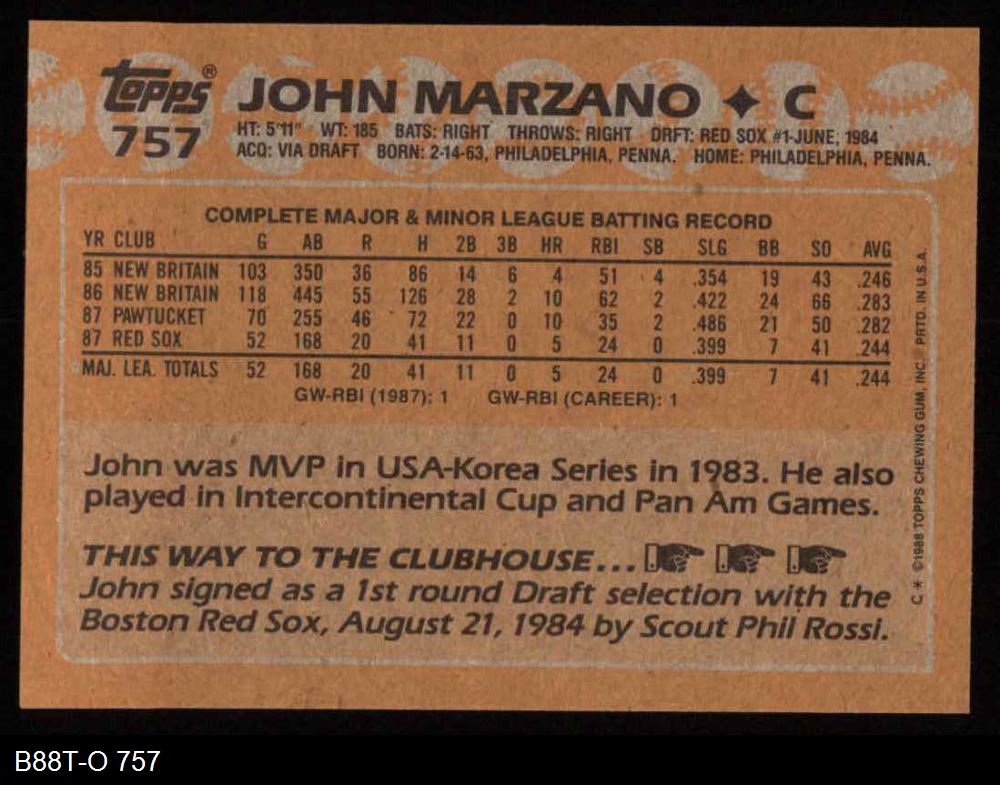 topps® JOHN MARZANO ✦ C
757
HT: 5'11" WT: 185 BATS: RIGHT THROWS: RIGHT DRFT: RED SOX #1-JUNE, 1984
ACQ: VIA DRAFT BORN: 2-14-63, PHILADELPHIA, PENNA. HOME: PHILADELPHIA, PENNA.
COMPLETE MAJOR & MINOR LEAGUE BATTING RECORD
YR CLUB G AB R H 2B 3B HR RBI SB SLG BB SO AVG
85 NEW BRITAIN 103 350 36 86 14 6 4 51 4 .354 19 43 .246
86 NEW BRITAIN 118 445 55 126 28 2 10 62 2 .422 24 66 .283
87 PAWTUCKET 70 255 46 72 22 0 10 35 2 .486 21 50 .282
87 RED SOX 52 168 20 41 11 0 5 24 0 .399 7 41 .244
MAJ. LEA. TOTALS 52 168 20 41 11 0 5 24 0 .399 7 41 .244
GW-RBI (1987): 1 GW-RBI (CAREER): 1
John was MVP in USA-Korea Series in 1983. He also
played in Intercontinental Cup and Pan Am Games.
THIS WAY TO THE CLUBHOUSE...
John signed as a 1st round Draft selection with the
Boston Red Sox, August 21, 1984 by Scout Phil Rossi.
C* ©1988 TOPPS CHEWING GUM, INC. PRTD. IN U.S.A.
B88T-O 757